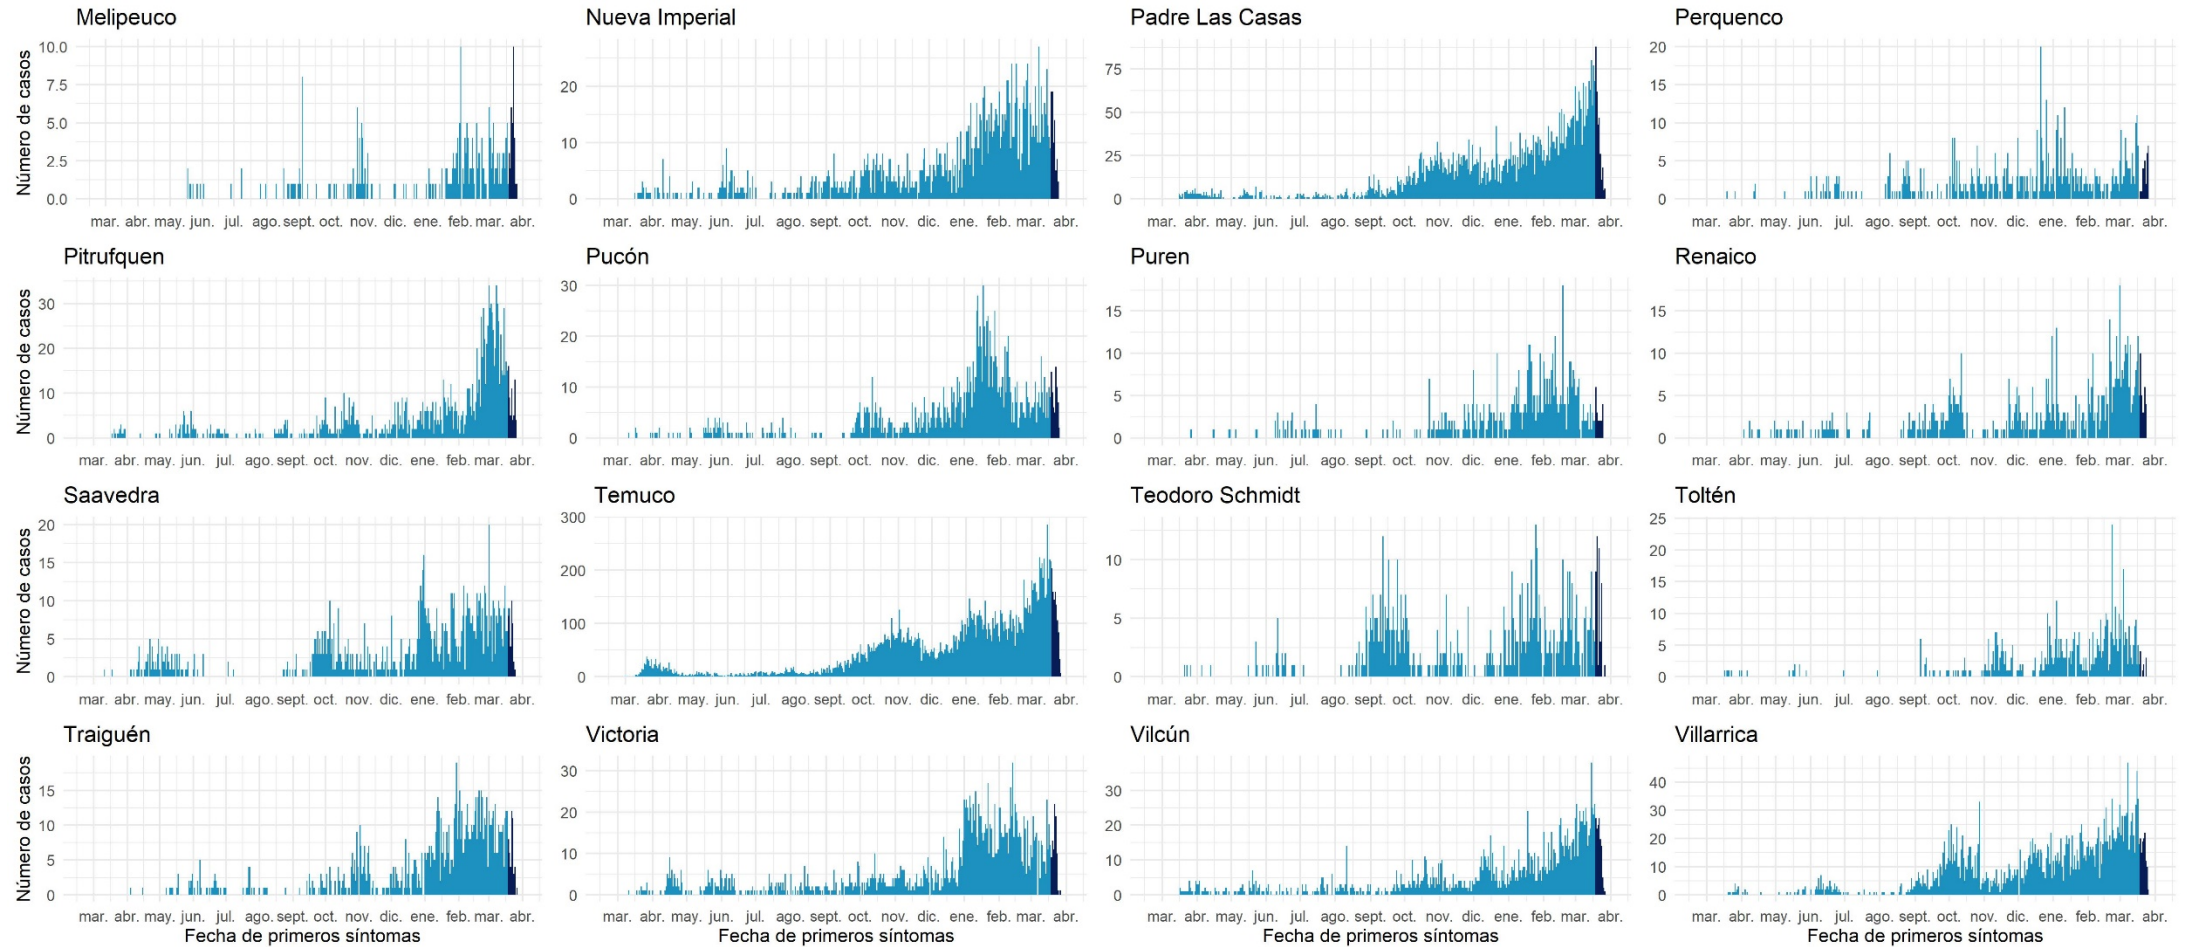 Melipeuco
Nueva Imperial
Padre Las Casas
Perquenco
Número de casos
10.0
7.5
5.0
2.5
0.0
20
10
0
75
50
25
0
20
15
10
5
0
mar. abr. may. jun. jul. ago. sept. oct. nov. dic. ene. feb. mar. abr.
mar. abr. may. jun. jul. ago. sept. oct. nov. dic. ene. feb. mar. abr.
mar. abr. may. jun. jul. ago. sept. oct. nov. dic. ene. feb. mar. abr.
mar. abr. may. jun. jul. ago. sept. oct. nov. dic. ene. feb. mar. abr.
Pitrufquen
Pucón
Puren
Renaico
Número de casos
30
20
10
0
30
20
10
0
15
10
5
0
15
10
5
0
mar. abr. may. jun. jul. ago. sept. oct. nov. dic. ene. feb. mar. abr.
mar. abr. may. jun. jul. ago. sept. oct. nov. dic. ene. feb. mar. abr.
mar. abr. may. jun. jul. ago. sept. oct. nov. dic. ene. feb. mar. abr.
mar. abr. may. jun. jul. ago. sept. oct. nov. dic. ene. feb. mar. abr.
Saavedra
Temuco
Teodoro Schmidt
Toltén
Número de casos
20
15
10
5
0
300
200
100
0
10
5
0
25
20
15
10
5
0
mar. abr. may. jun. jul. ago. sept. oct. nov. dic. ene. feb. mar. abr.
mar. abr. may. jun. jul. ago. sept. oct. nov. dic. ene. feb. mar. abr.
mar. abr. may. jun. jul. ago. sept. oct. nov. dic. ene. feb. mar. abr.
mar. abr. may. jun. jul. ago. sept. oct. nov. dic. ene. feb. mar. abr.
Traiguén
Victoria
Vilcún
Villarrica
Número de casos
15
10
5
0
30
20
10
0
30
20
10
0
40
30
20
10
0
mar. abr. may. jun. jul. ago. sept. oct. nov. dic. ene. feb. mar. abr.
mar. abr. may. jun. jul. ago. sept. oct. nov. dic. ene. feb. mar. abr.
mar. abr. may. jun. jul. ago. sept. oct. nov. dic. ene. feb. mar. abr.
mar. abr. may. jun. jul. ago. sept. oct. nov. dic. ene. feb. mar. abr.
Fecha de primeros síntomas
Fecha de primeros síntomas
Fecha de primeros síntomas
Fecha de primeros síntomas